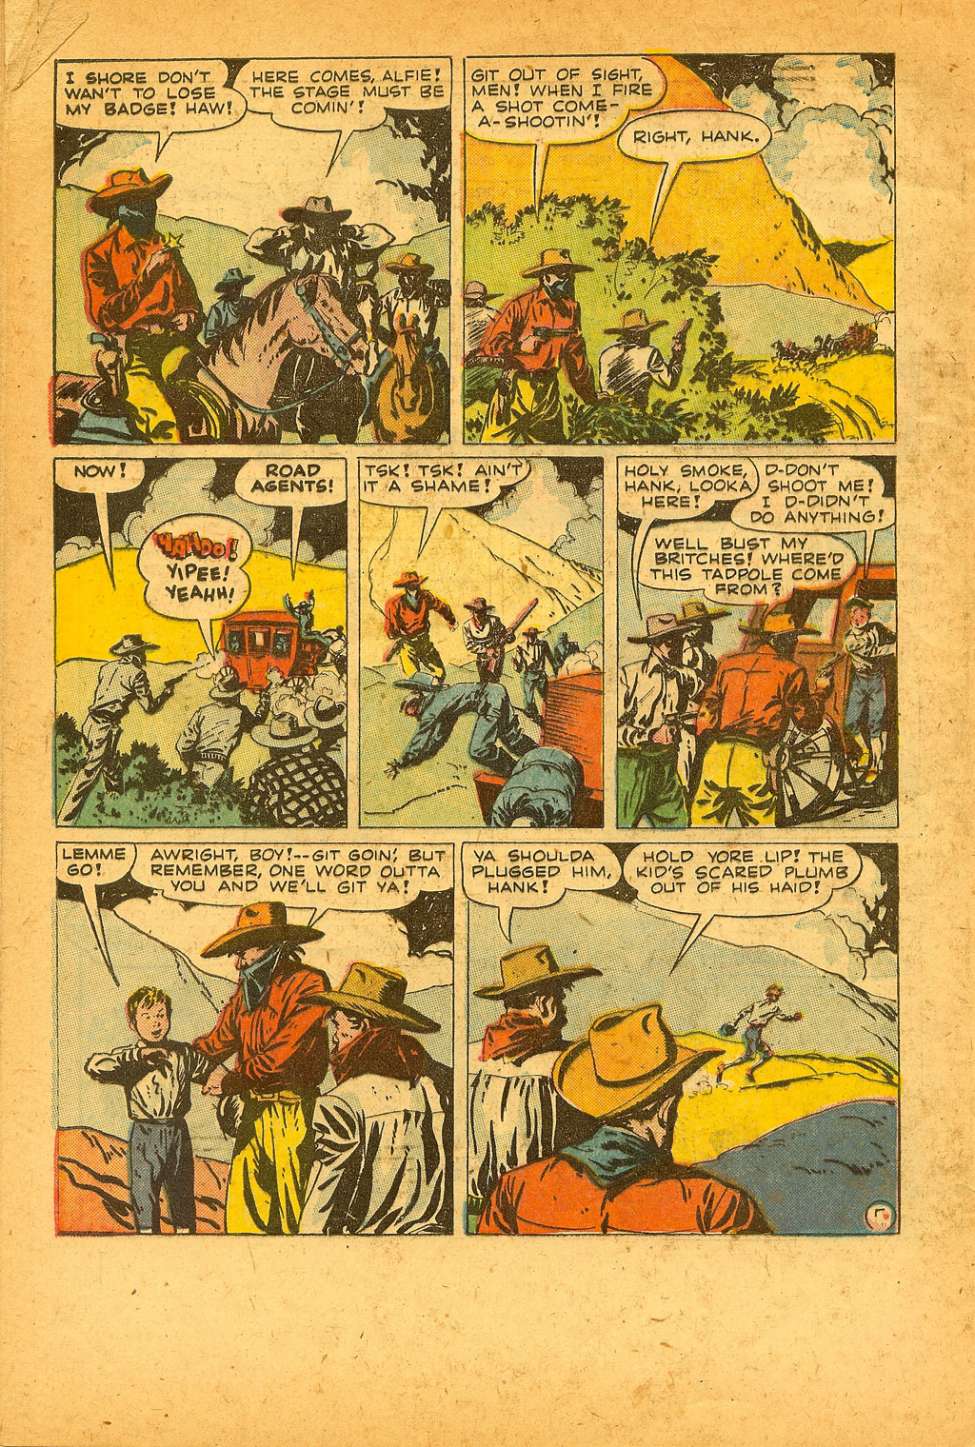 I SHORE DON'T
WAN'T TO LOSE
MY BADGE! HAW!
HERE COMES, ALFIE!
THE STAGE MUST BE
COMIN'!
GIT OUT OF SIGHT,
MEN! WHEN I FIRE
A SHOT COME-
A-SHOOTIN'!
RIGHT, HANK.
NOW!
YAHOO!
YIPEE!
YEAHH!
ROAD
AGENTS!
TSK! TSK! AIN'T
IT A SHAME!
HOLY SMOKE,
HANK, LOOKA
HERE!
D-DON'T
SHOOT ME!
I D-DIDN'T
DO ANYTHING!
WELL BUST MY
BRITCHES! WHERE'D
THIS TADPOLE COME
FROM?
LEMME
GO!
AWRIGHT, BOY!--GIT GOIN', BUT
REMEMBER, ONE WORD OUTTA
YOU AND WE'LL GIT YA!
YA SHOULDA
PLUGGED HIM,
HANK!
HOLD YORE LIP! THE
KID'S SCARED PLUMB
OUT OF HIS HAID!